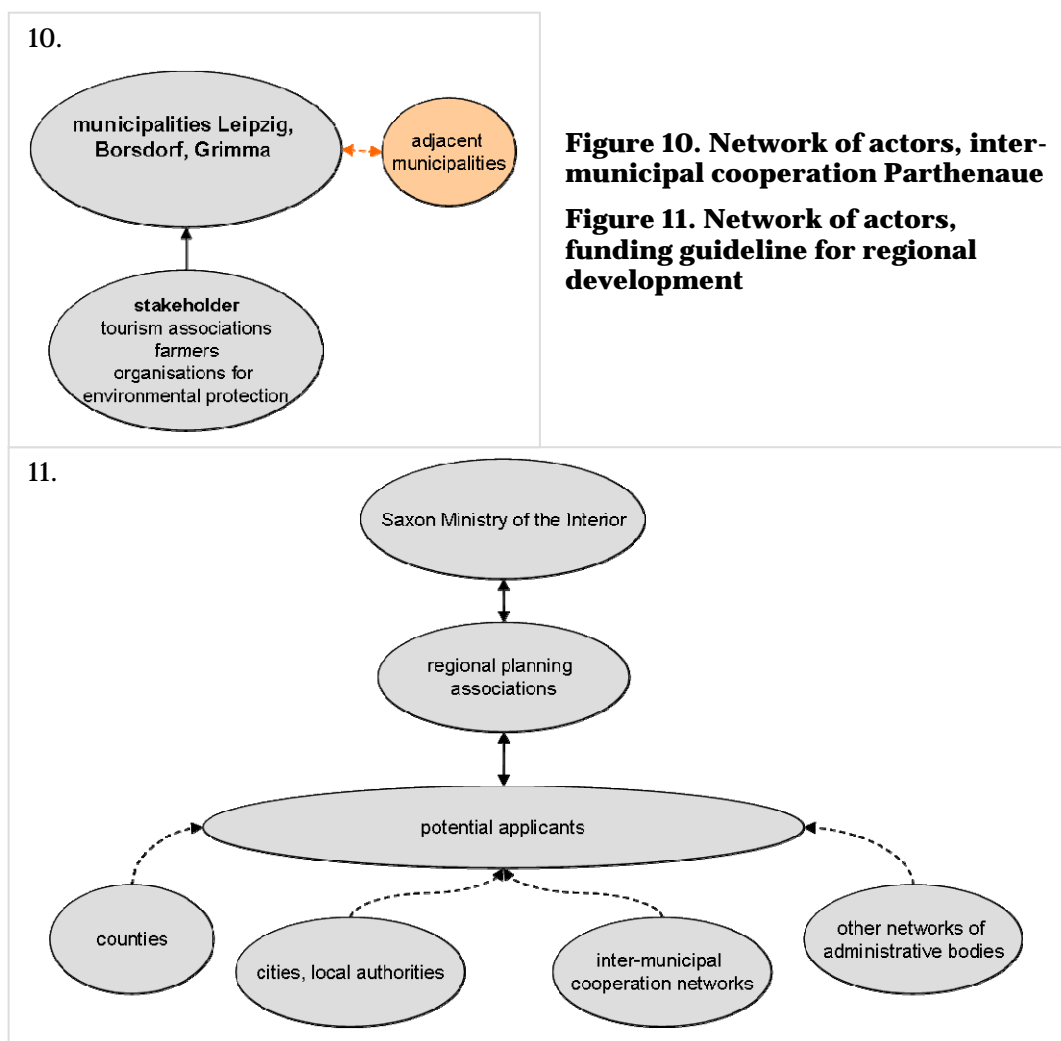 10.
municipalities Leipzig,
Borsdorf, Grimma
adjacent
municipalities
stakeholder
tourism associations
farmers
organisations for
environmental protection
Figure 10. Network of actors, inter-
municipal cooperation Parthenaue
Figure 11. Network of actors,
funding guideline for regional
development
11.
Saxon Ministry of the Interior
regional planning
associations
potential applicants
counties
cities, local authorities
inter-municipal
cooperation networks
other networks of
administrative bodies